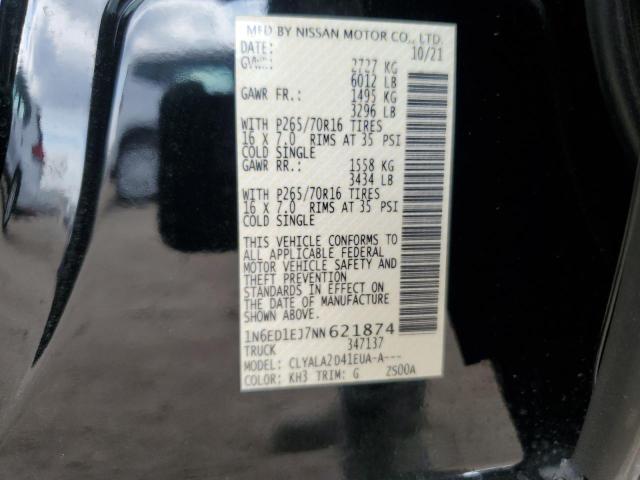 MFD BY NISSAN MOTOR CO., LTD.
DATE: 10/21
GVWR: 2727 KG
6012 LB
GAWR FR.: 1495 KG
3296 LB
WITH P265/70R16 TIRES
16 X 7.0 RIMS AT 35 PSI
COLD SINGLE
GAWR RR.: 1558 KG
3434 LB
WITH P265/70R16 TIRES
16 X 7.0 RIMS AT 35 PSI
COLD SINGLE
THIS VEHICLE CONFORMS TO
ALL APPLICABLE FEDERAL
MOTOR VEHICLE SAFETY AND
THEFT PREVENTION
STANDARDS IN EFFECT ON
THE DATE OF MANUFACTURE
SHOWN ABOVE.
1N6ED1EJ7NN621874
TRUCK 347137
MODEL: CLYALA2D41EUA-A---
COLOR: KH3 TRIM: G 2S00A